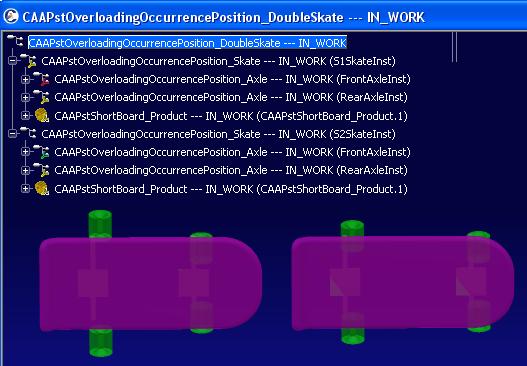 CAAPstOverloadingOccurrencePosition_DoubleSkate --- IN_WORK
CAAPstOverloadingOccurrencePosition_DoubleSkate --- IN_WORK
CAAPstOverloadingOccurrencePosition_Skate --- IN_WORK (S1SkateInst)
CAAPstOverloadingOccurrencePosition_Axle --- IN_WORK (FrontAxleInst)
CAAPstOverloadingOccurrencePosition_Axle --- IN_WORK (RearAxleInst)
CAAPstShortBoard_Product --- IN_WORK (CAAPstShortBoard_Product.1)
CAAPstOverloadingOccurrencePosition_Skate --- IN_WORK (S2SkateInst)
CAAPstOverloadingOccurrencePosition_Axle --- IN_WORK (FrontAxleInst)
CAAPstOverloadingOccurrencePosition_Axle --- IN_WORK (RearAxleInst)
CAAPstShortBoard_Product --- IN_WORK (CAAPstShortBoard_Product.1)